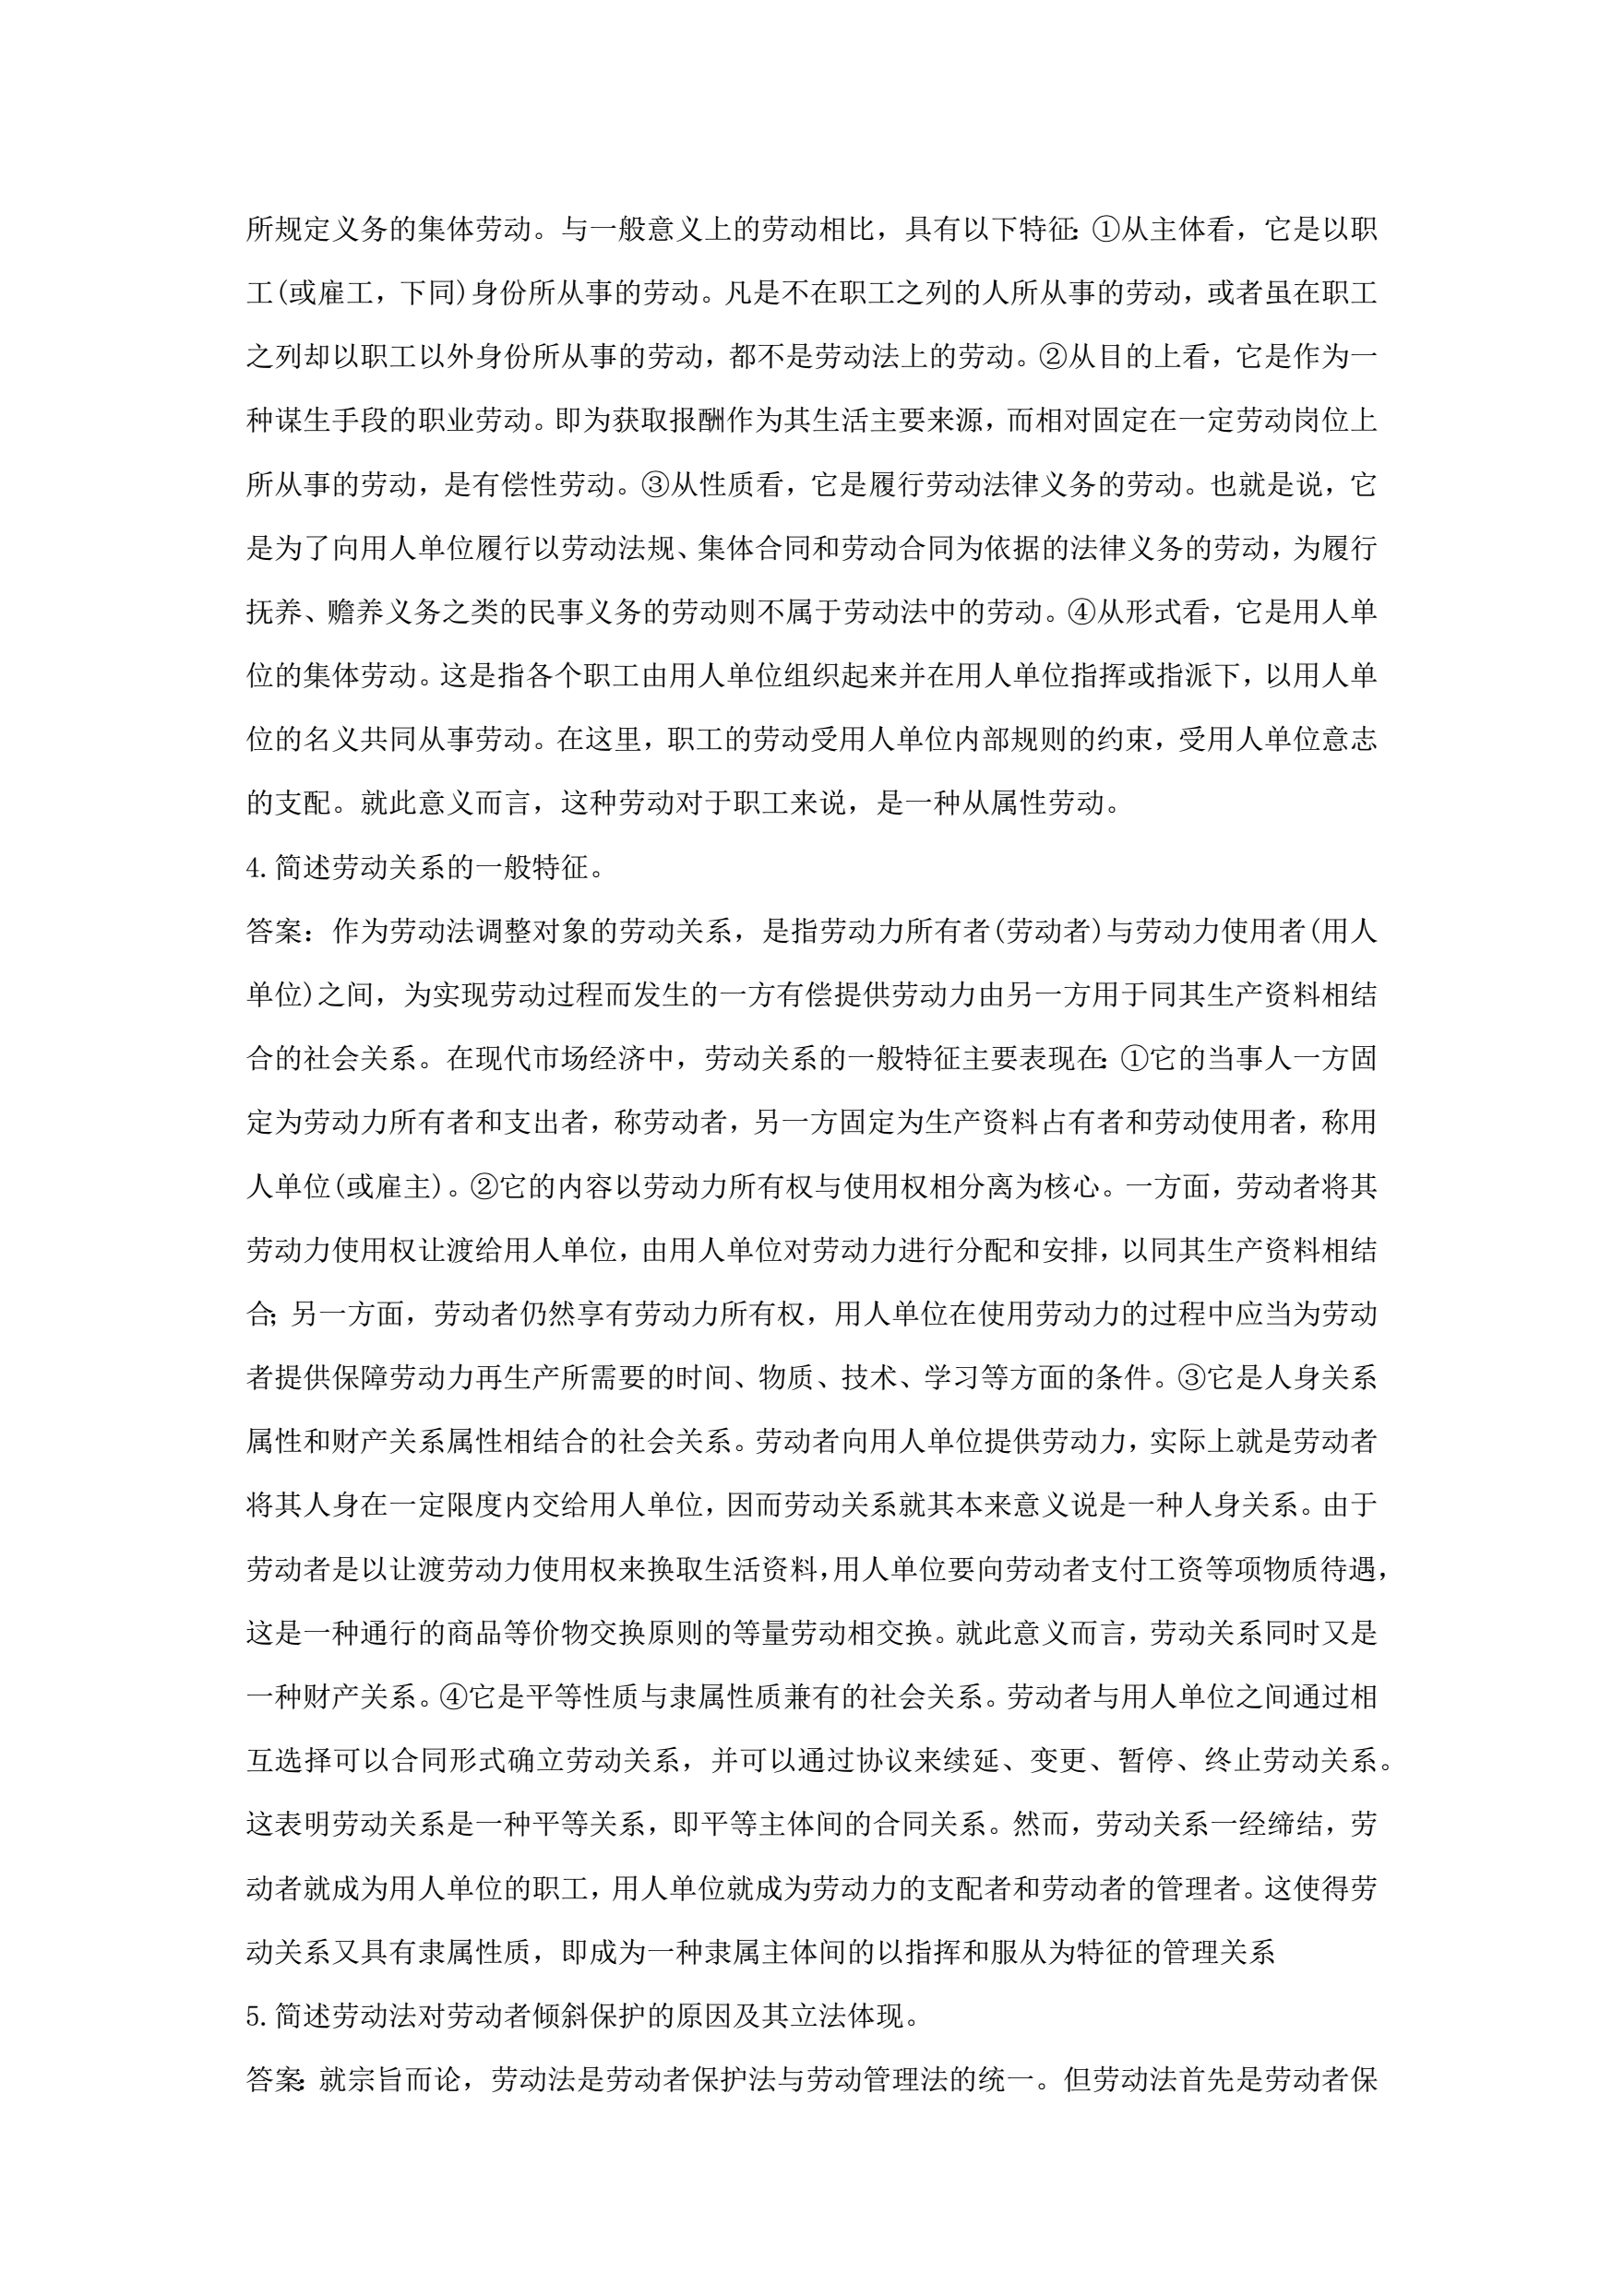 所规定义务的集体劳动。与一般意义上的劳动相比，具有以下特征：①从主体看，它是以职
工(或雇工，下同)身份所从事的劳动。凡是不在职工之列的人所从事的劳动，或者虽在职工
之列却以职工以外身份所从事的劳动，都不是劳动法上的劳动。②从目的上看，它是作为一
种谋生手段的职业劳动。即为获取报酬作为其生活主要来源，而相对固定在一定劳动岗位上
所从事的劳动，是有偿性劳动。③从性质看，它是履行劳动法律义务的劳动。也就是说，它
是为了向用人单位履行以劳动法规、集体合同和劳动合同为依据的法律义务的劳动，为履行
抚养、赡养义务之类的民事义务的劳动则不属于劳动法中的劳动。④从形式看，它是用人单
位的集体劳动。这是指各个职工由用人单位组织起来并在用人单位指挥或指派下，以用人单
位的名义共同从事劳动。在这里，职工的劳动受用人单位内部规则的约束，受用人单位意志
的支配。就此意义而言，这种劳动对于职工来说，是一种从属性劳动。
4.简述劳动关系的一般特征。
答案：作为劳动法调整对象的劳动关系，是指劳动力所有者(劳动者)与劳动力使用者(用人
单位)之间，为实现劳动过程而发生的一方有偿提供劳动力由另一方用于同其生产资料相结
合的社会关系。在现代市场经济中，劳动关系的一般特征主要表现在：①它的当事人一方固
定为劳动力所有者和支出者，称劳动者，另一方固定为生产资料占有者和劳动使用者，称用
人单位(或雇主)。②它的内容以劳动力所有权与使用权相分离为核心。一方面，劳动者将其
劳动力使用权让渡给用人单位，由用人单位对劳动力进行分配和安排，以同其生产资料相结
合；另一方面，劳动者仍然享有劳动力所有权，用人单位在使用劳动力的过程中应当为劳动
者提供保障劳动力再生产所需要的时间、物质、技术、学习等方面的条件。③它是人身关系
属性和财产关系属性相结合的社会关系。劳动者向用人单位提供劳动力，实际上就是劳动者
将其人身在一定限度内交给用人单位，因而劳动关系就其本来意义说是一种人身关系。由于
劳动者是以让渡劳动力使用权来换取生活资料，用人单位要向劳动者支付工资等项物质待遇，
这是一种通行的商品等价物交换原则的等量劳动相交换。就此意义而言，劳动关系同时又是
一种财产关系。④它是平等性质与隶属性质兼有的社会关系。劳动者与用人单位之间通过相
互选择可以合同形式确立劳动关系，并可以通过协议来续延、变更、暂停、终止劳动关系。
这表明劳动关系是一种平等关系，即平等主体间的合同关系。然而，劳动关系一经缔结，劳
动者就成为用人单位的职工，用人单位就成为劳动力的支配者和劳动者的管理者。这使得劳
动关系又具有隶属性质，即成为一种隶属主体间的以指挥和服从为特征的管理关系
5.简述劳动法对劳动者倾斜保护的原因及其立法体现。
答案：就宗旨而论，劳动法是劳动者保护法与劳动管理法的统一。但劳动法首先是劳动者保